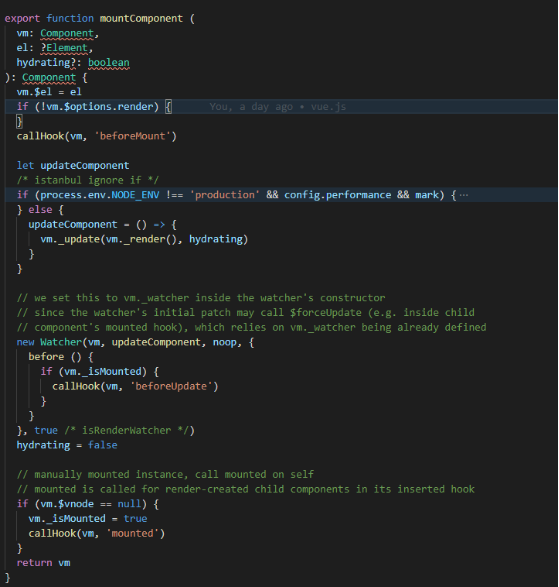 export function mountComponent (
  vm: Component,
  el: ?Element,
  hydrating?: boolean
): Component {
  vm.$el = el
  if (!vm.$options.render) {      You, a day ago • vue.js
  }
  callHook(vm, 'beforeMount')

  let updateComponent
  /* istanbul ignore if */
  if (process.env.NODE_ENV !== 'production' && config.performance && mark) {⋯
  } else {
    updateComponent = () => {
      vm._update(vm._render(), hydrating)
    }
  }

  // we set this to vm._watcher inside the watcher's constructor
  // since the watcher's initial patch may call $forceUpdate (e.g. inside child
  // component's mounted hook), which relies on vm._watcher being already defined
  new Watcher(vm, updateComponent, noop, {
    before () {
      if (vm._isMounted) {
        callHook(vm, 'beforeUpdate')
      }
    }
  }, true /* isRenderWatcher */)
  hydrating = false

  // manually mounted instance, call mounted on self
  // mounted is called for render-created child components in its inserted hook
  if (vm.$vnode == null) {
    vm._isMounted = true
    callHook(vm, 'mounted')
  }
  return vm
}